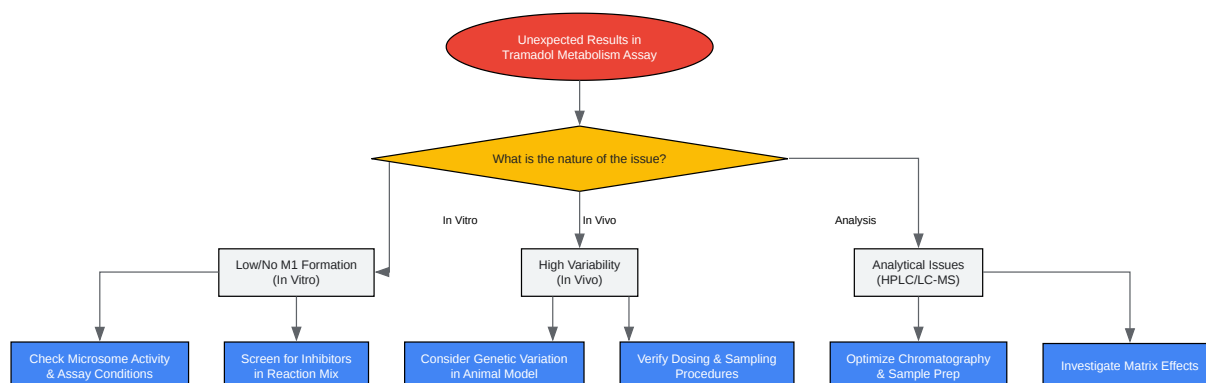 Unexpected Results in
Tramadol Metabolism Assay
What is the nature of the issue?
In Vitro
In Vivo
Analysis
Low/No M1 Formation
(In Vitro)
High Variability
(In Vivo)
Analytical Issues
(HPLC/LC-MS)
Check Microsome Activity
& Assay Conditions
Screen for Inhibitors
in Reaction Mix
Consider Genetic Variation
in Animal Model
Verify Dosing & Sampling
Procedures
Optimize Chromatography
& Sample Prep
Investigate Matrix Effects